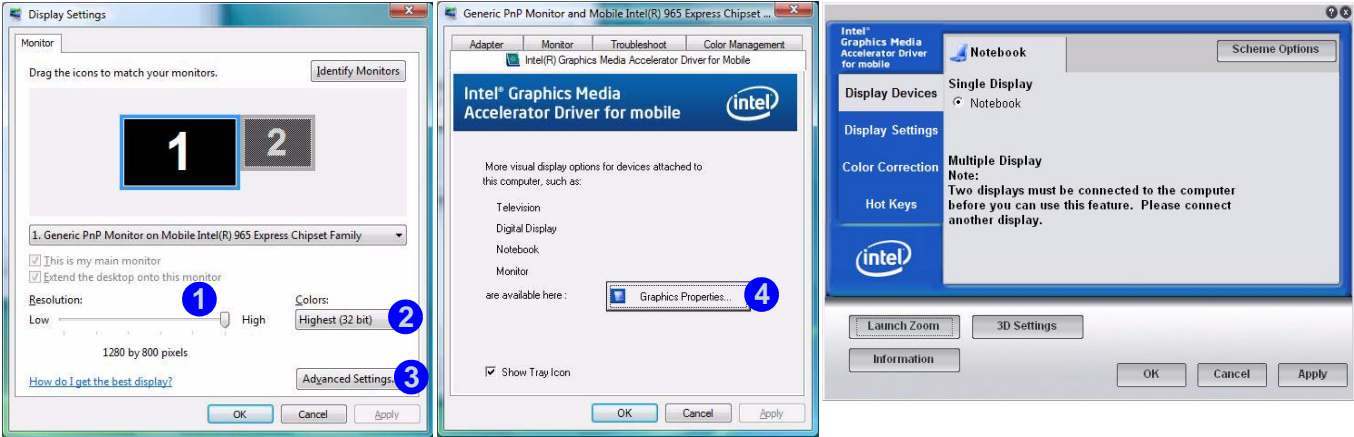 Display Settings
Monitor
Drag the icons to match your monitors.
Identify Monitors
1
2
1. Generic PnP Monitor on Mobile Intel(R) 965 Express Chipset Family
This is my main monitor
Extend the desktop onto this monitor
Resolution:
1
Colors:
Low
High
Highest (32 bit)
2
1280 by 800 pixels
How do I get the best display?
Advanced Settings...
3
OK
Cancel
Apply
Generic PnP Monitor and Mobile Intel(R) 965 Express Chipset ...
Adapter
Monitor
Troubleshoot
Color Management
Intel(R) Graphics Media Accelerator Driver for Mobile
Intel® Graphics Media
Accelerator Driver for mobile
intel
More visual display options for devices attached to
this computer, such as:
Television
Digital Display
Notebook
Monitor
are available here :
Graphics Properties...
4
Show Tray Icon
OK
Cancel
Apply
Intel®
Graphics Media
Accelerator Driver
for mobile
Notebook
Scheme Options
Display Devices
Display Settings
Color Correction
Hot Keys
intel
Single Display
Notebook
Multiple Display
Note:
Two displays must be connected to the computer
before you can use this feature. Please connect
another display.
Launch Zoom
3D Settings
Information
OK
Cancel
Apply